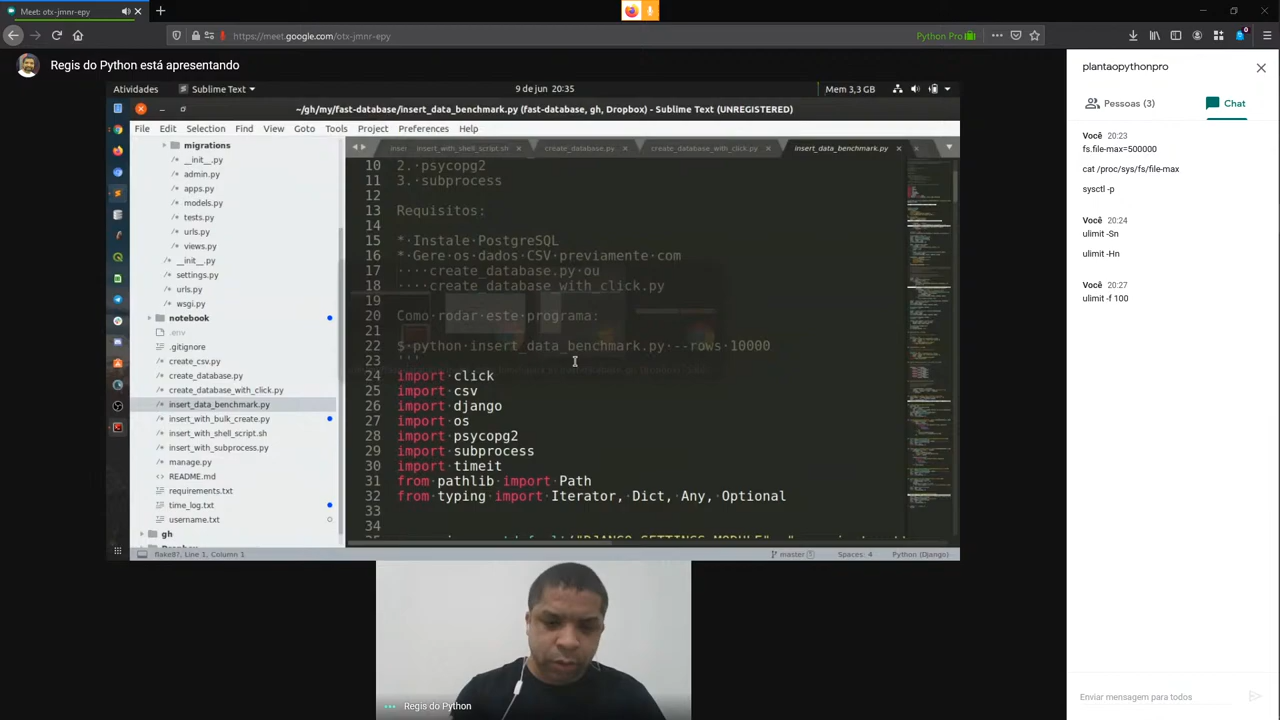 Meet: otx-jmnr-epy
https://meet.google.com/otx-jmnr-epy
Python Pro
Regis do Python está apresentando
Atividades
Sublime Text
9 de jun 20:35
Mem 3,3 GB
~/gh/my/fast-database/insert_data_benchmark.py (fast-database, gh, Dropbox) - Sublime Text (UNREGISTERED)
File Edit Selection Find View Goto Tools Project Preferences Help
migrations
__init__.py
admin.py
apps.py
models.py
tests.py
urls.py
views.py
__init__.py
settings.py
urls.py
wsgi.py
notebook
.env
.gitignore
create_csv.py
create_database.py
create_database_with_click.py
insert_data_benchmark.py
insert_with_bulk_create.py
insert_with_shell_script.sh
insert_with_subprocess.py
manage.py
README.md
requirements.txt
time_log.txt
username.txt
gh
insert_with_shell_script.sh
create_database.py
create_database_with_click.py
insert_data_benchmark.py
10 2. psycopg2
11 3. subprocess
12
13 Requisitos:
14
15 * Instale PostgreSQL
16 * Gere os dados CSV previamente com
17 create_database.py ou
18 create_database_with_click.py
19
20 rodar este programa:
21
22 python insert_data_benchmark.py --rows 10000
23 '''
24 import click
25 import csv
26 import django
27 import os
28 import psycopg2
29 import subprocess
30 import timeit
31 from pathlib import Path
32 from typing import Iterator, Dict, Any, Optional
33
34
flake8, Line 1, Column 1
master
Spaces: 4
Python (Django)
Regis do Python
plantaopythonpro
Pessoas (3)
Chat
Você 20:23
fs.file-max=500000
cat /proc/sys/fs/file-max
sysctl -p
Você 20:24
ulimit -Sn
ulimit -Hn
Você 20:27
ulimit -f 100
Enviar mensagem para todos